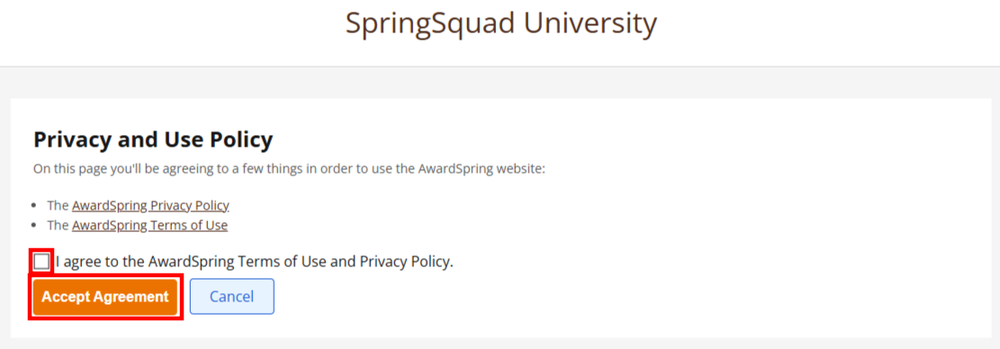 SpringSquad University
Privacy and Use Policy
On this page you'll be agreeing to a few things in order to use the AwardSpring website:
• The AwardSpring Privacy Policy
• The AwardSpring Terms of Use
I agree to the AwardSpring Terms of Use and Privacy Policy.
Accept Agreement Cancel